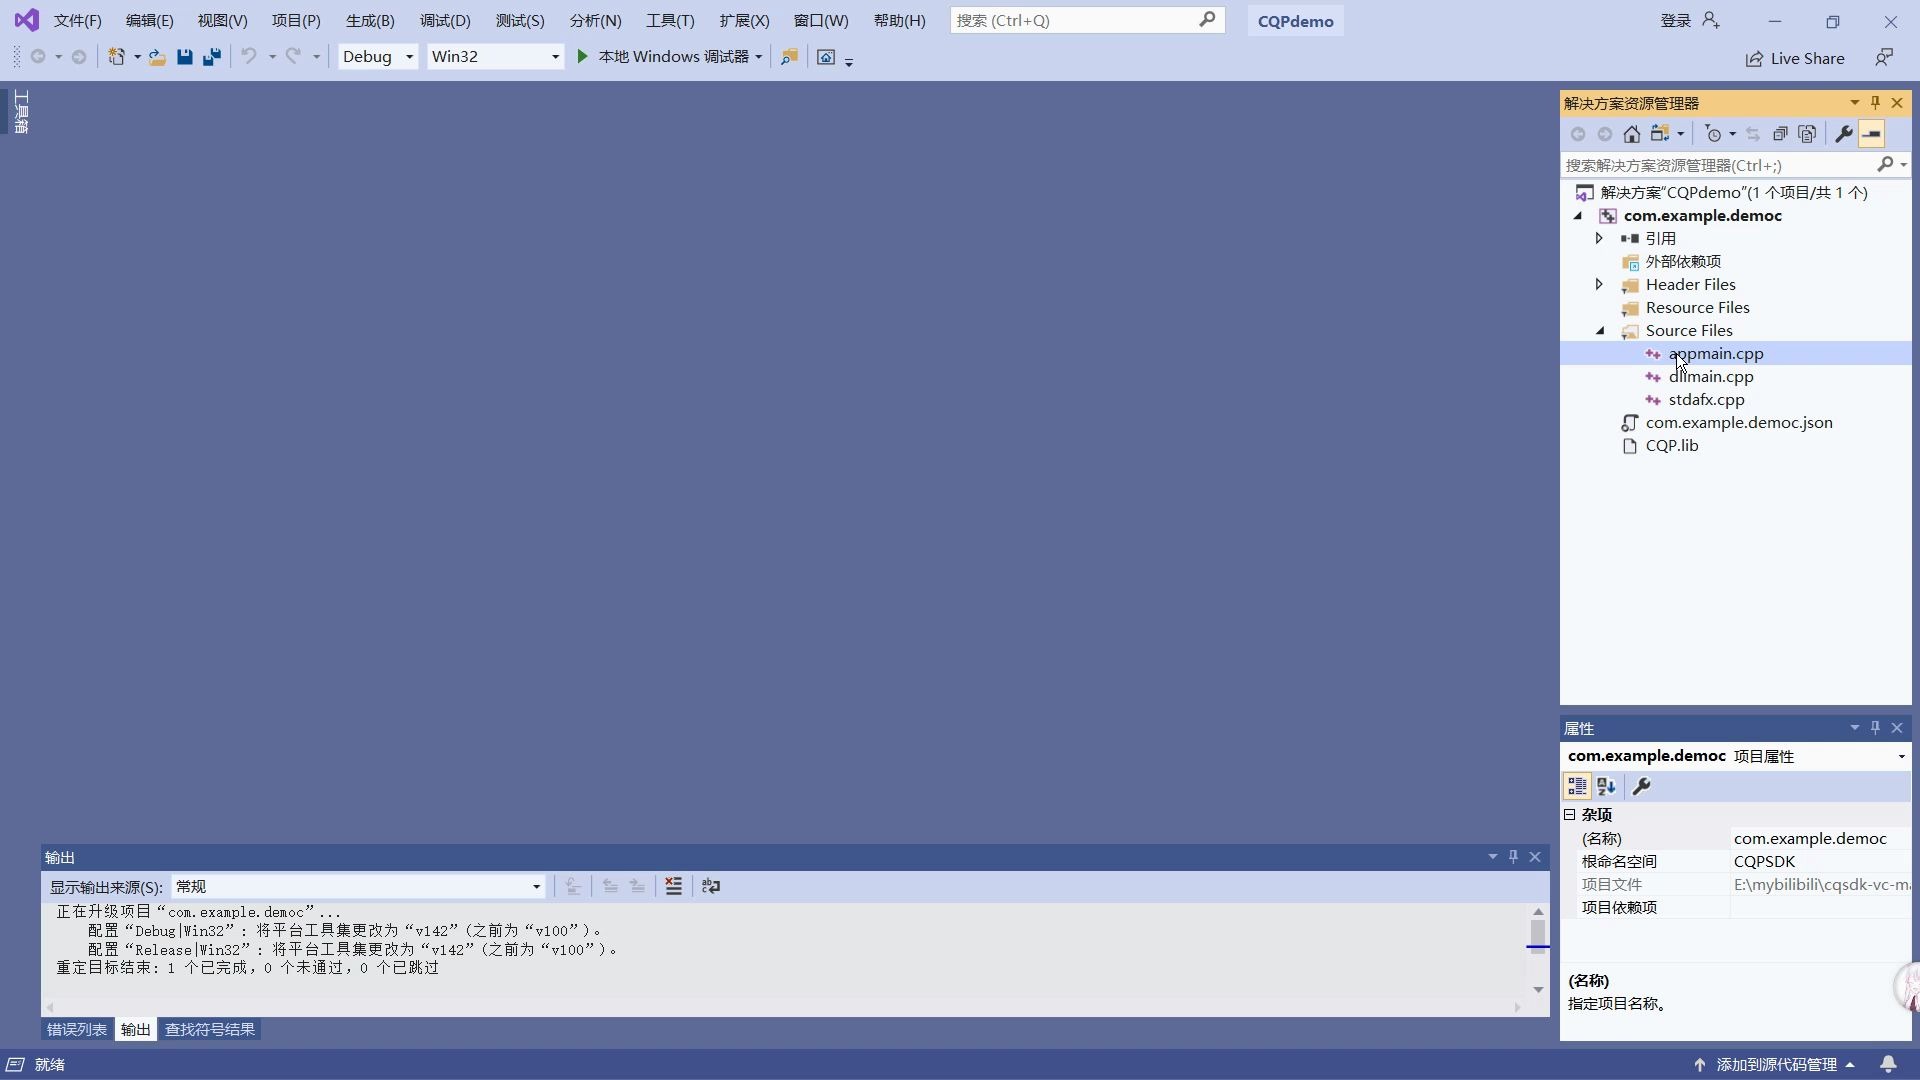 文件(F) 编辑(E) 视图(V) 项目(P) 生成(B) 调试(D) 测试(S) 分析(N) 工具(T) 扩展(X) 窗口(W) 帮助(H) 搜索 (Ctrl+Q) CQPdemo 登录
Debug Win32 本地 Windows 调试器 Live Share
工具箱
解决方案资源管理器
搜索解决方案资源管理器(Ctrl+;)
解决方案“CQPdemo”(1 个项目/共 1 个)
com.example.democ
引用
外部依赖项
Header Files
Resource Files
Source Files
appmain.cpp
dllmain.cpp
stdafx.cpp
com.example.democ.json
CQP.lib
属性
com.example.democ 项目属性
杂项
(名称) com.example.democ
根命名空间 CQPSDK
项目文件 E:\mybilibili\cqsdk-vc-ma
项目依赖项
(名称)
指定项目名称。
输出
显示输出来源(S): 常规
正在升级项目“com.example.democ”...
配置“Debug|Win32”: 将平台工具集更改为“v142”(之前为“v100”)。
配置“Release|Win32”: 将平台工具集更改为“v142”(之前为“v100”)。
重定目标结束: 1 个已完成，0 个未通过，0 个已跳过
错误列表 输出 查找符号结果
就绪 添加到源代码管理